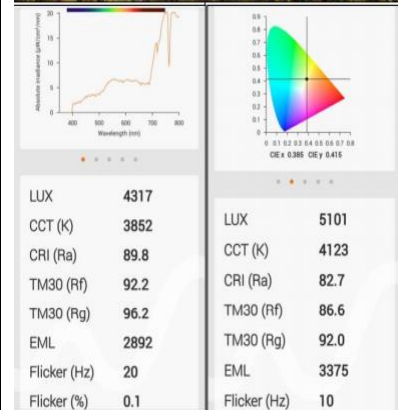 20
15
10
5
0
Absolute irradiance (µW/cm²/nm)
400 500 600 700 800
Wavelength (nm)
LUX 4317
CCT (K) 3852
CRI (Ra) 89.8
TM30 (Rf) 92.2
TM30 (Rg) 96.2
EML 2892
Flicker (Hz) 20
Flicker (%) 0.1
0.9
0.8
0.7
0.6
0.5
0.4
0.3
0.2
0.1
0 0.1 0.2 0.3 0.4 0.5 0.6 0.7 0.8
CIE x 0.385 CIE y 0.415
LUX 5101
CCT (K) 4123
CRI (Ra) 82.7
TM30 (Rf) 86.6
TM30 (Rg) 92.0
EML 3375
Flicker (Hz) 10